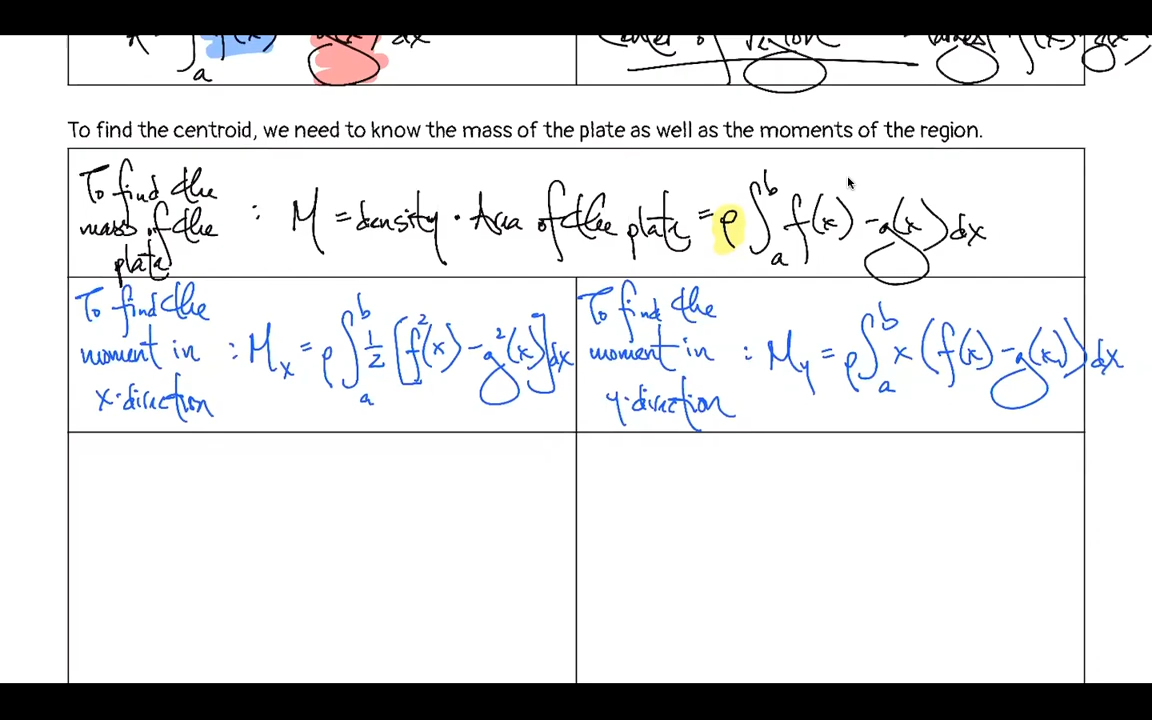 dx
To find the centroid, we need to know the mass of the plate as well as the moments of the region.
To find the
mass of the
plate
: M = density · Area of the plate = ρ ∫_a^b f(x) - g(x) dx
To find the
moment in
x-direction
: M_x = ρ ∫_a^b 1/2 [f²(x) - g²(x)] dx
To find the
moment in
y-direction
: M_y = ρ ∫_a^b x (f(x) - g(x)) dx